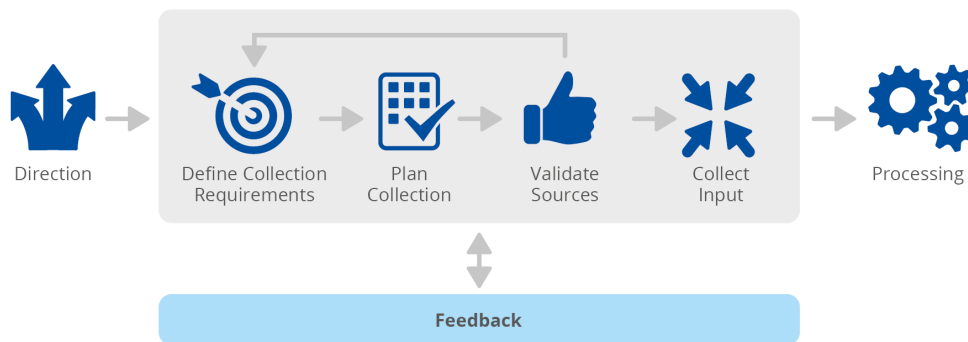 Direction
Define Collection
Requirements
Plan
Collection
Validate
Sources
Collect
Input
Processing
Feedback